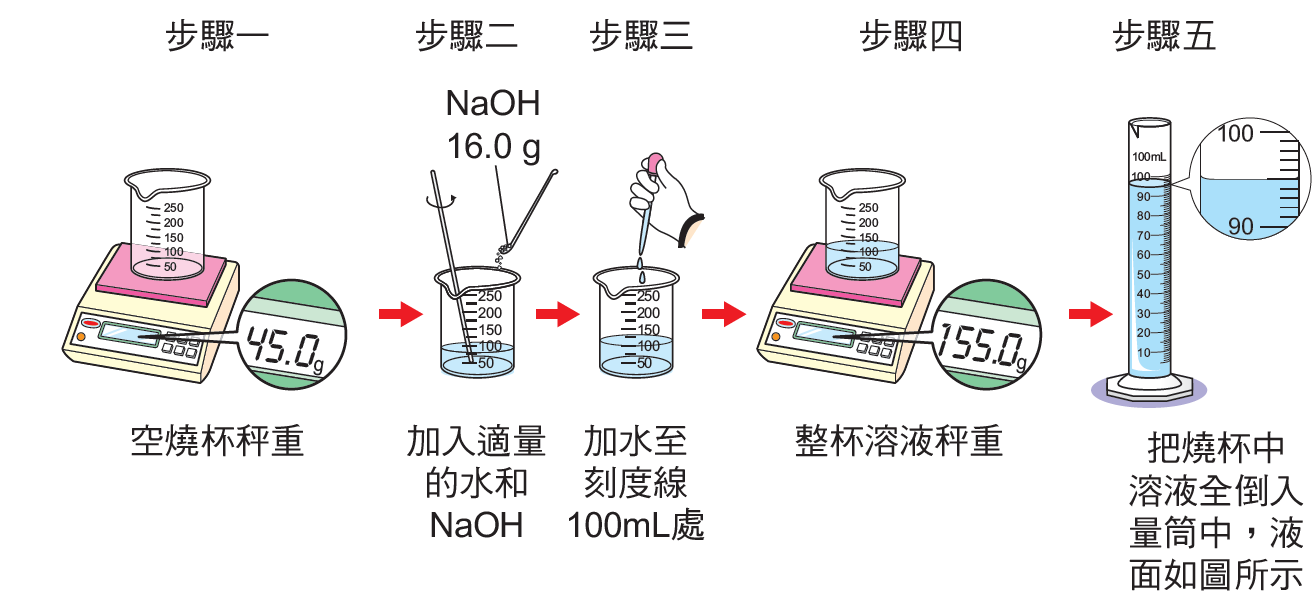 步驟一
步驟二
步驟三
步驟四
步驟五
NaOH
16.0 g
250
200
150
100
50
45.0g
250
200
150
100
50
250
200
150
100
50
250
200
150
100
50
155.0g
100mL
100
90
80
70
60
50
40
30
20
10
100
90
空燒杯秤重
加入適量
的水和
NaOH
加水至
刻度線
100mL處
整杯溶液秤重
把燒杯中
溶液全倒入
量筒中，液
面如圖所示